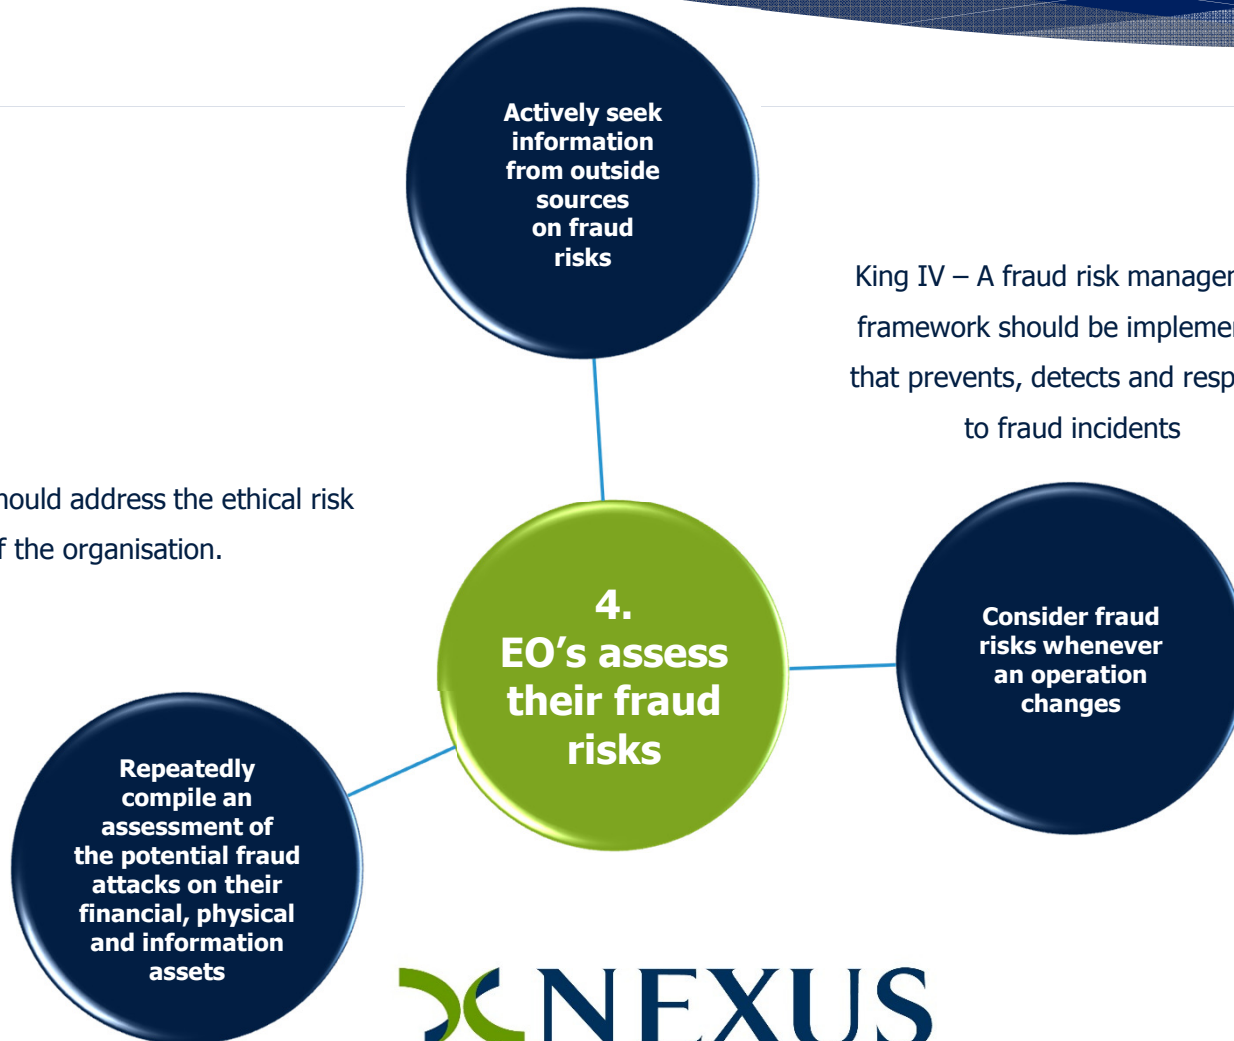 Actively seek
information
from outside
sources
on fraud
risks
King IV – A fraud risk manager
framework should be implemer
that prevents, detects and resp
to fraud incidents
hould address the ethical risk
f the organisation.
4.
EO’s assess
their fraud
risks
Consider fraud
risks whenever
an operation
changes
Repeatedly
compile an
assessment of
the potential fraud
attacks on their
financial, physical
and information
assets
NEXUS